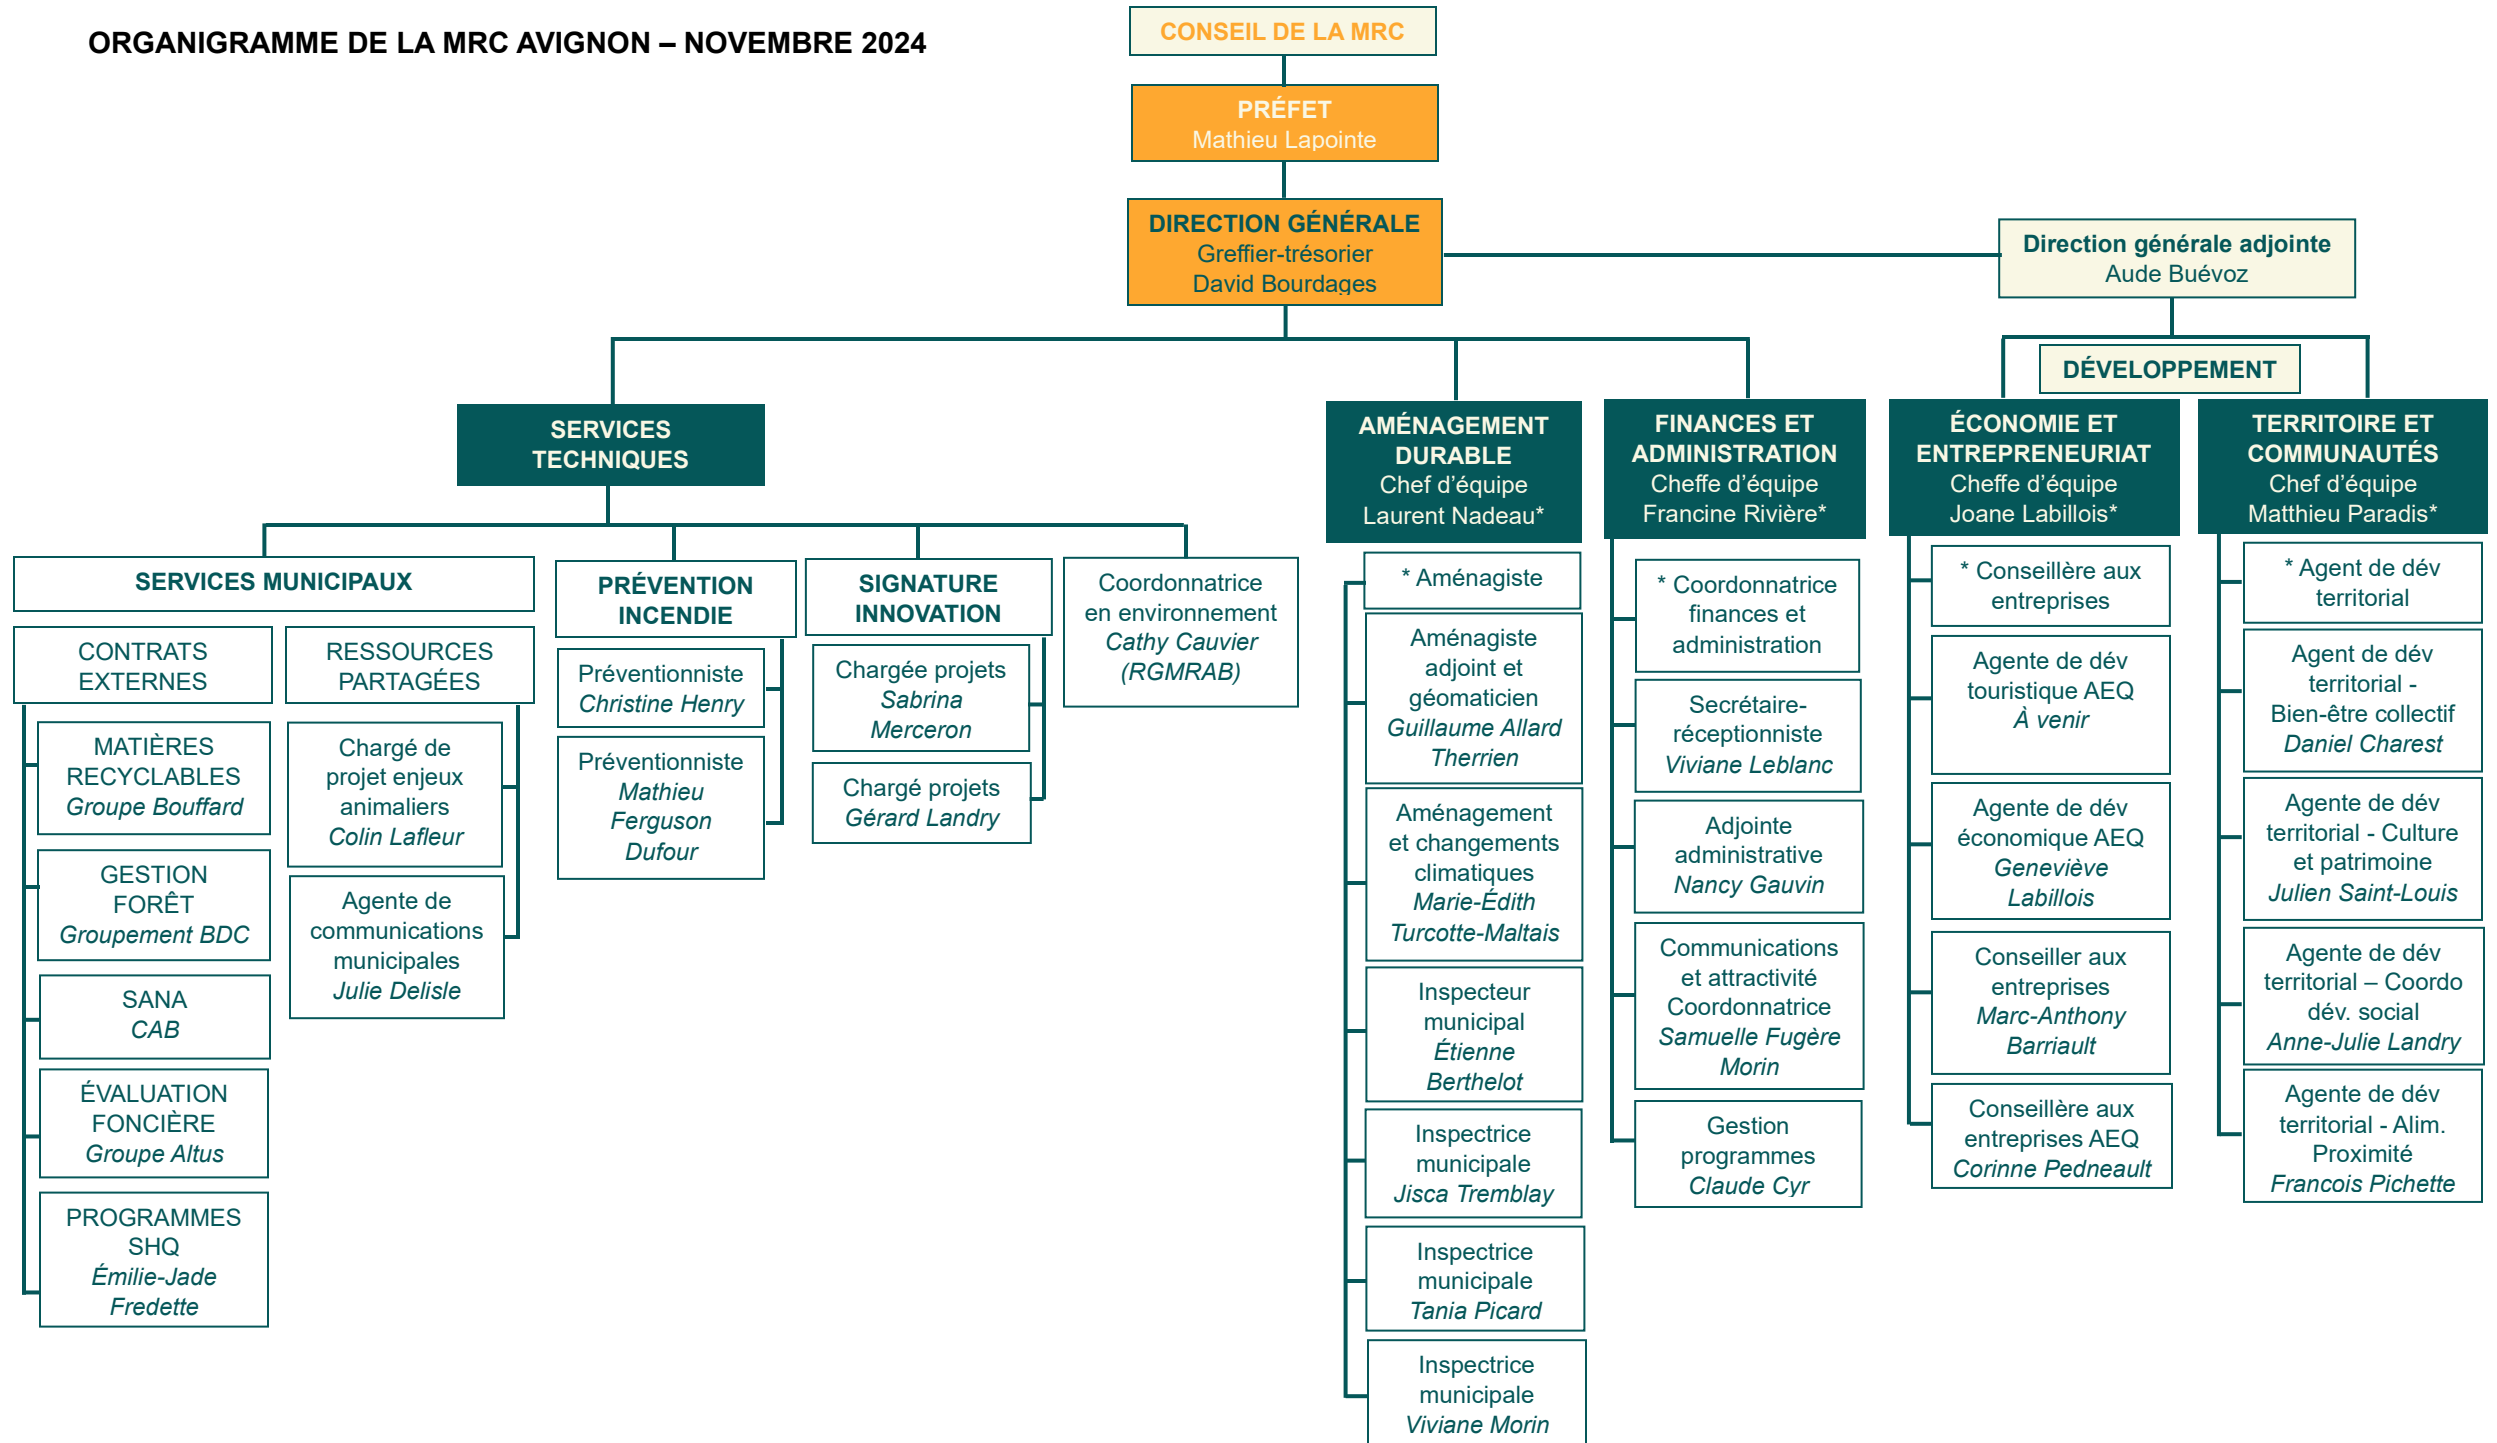 ORGANIGRAMME DE LA MRC AVIGNON – NOVEMBRE 2024
CONSEIL DE LA MRC
PRÉFET
Mathieu Lapointe
DIRECTION GÉNÉRALE
Greffier-trésorier
David Bourdages
Direction générale adjointe
Aude Buévoz
DÉVELOPPEMENT
SERVICES
TECHNIQUES
SERVICES MUNICIPAUX
CONTRATS
EXTERNES
MATIÈRES
RECYCLABLES
Groupe Bouffard
GESTION
FORÊT
Groupement BDC
SANA
CAB
ÉVALUATION
FONCIÈRE
Groupe Altus
PROGRAMMES
SHQ
Émilie-Jade
Fredette
RESSOURCES
PARTAGÉES
Chargé de
projet enjeux
animaliers
Colin Lafleur
Agente de
communications
municipales
Julie Delisle
PRÉVENTION
INCENDIE
Préventionniste
Christine Henry
Préventionniste
Mathieu
Ferguson
Dufour
SIGNATURE
INNOVATION
Chargée projets
Sabrina
Merceron
Chargé projets
Gérard Landry
Coordonnatrice
en environnement
Cathy Cauvier
(RGMRAB)
AMÉNAGEMENT
DURABLE
Chef d’équipe
Laurent Nadeau*
* Aménagiste
Aménagiste
adjoint et
géomaticien
Guillaume Allard
Therrien
Aménagement
et changements
climatiques
Marie-Édith
Turcotte-Maltais
Inspecteur
municipal
Étienne
Berthelot
Inspectrice
municipale
Jisca Tremblay
Inspectrice
municipale
Tania Picard
Inspectrice
municipale
Viviane Morin
FINANCES ET
ADMINISTRATION
Cheffe d’équipe
Francine Rivière*
* Coordonnatrice
finances et
administration
Secrétaire-
réceptionniste
Viviane Leblanc
Adjointe
administrative
Nancy Gauvin
Communications
et attractivité
Coordonnatrice
Samuelle Fugère
Morin
Gestion
programmes
Claude Cyr
ÉCONOMIE ET
ENTREPRENEURIAT
Cheffe d’équipe
Joane Labillois*
* Conseillère aux
entreprises
Agente de dév
touristique AEQ
À venir
Agente de dév
économique AEQ
Geneviève
Labillois
Conseiller aux
entreprises
Marc-Anthony
Barriault
Conseillère aux
entreprises AEQ
Corinne Pedneault
TERRITOIRE ET
COMMUNAUTÉS
Chef d’équipe
Matthieu Paradis*
* Agent de dév
territorial
Agent de dév
territorial -
Bien-être collectif
Daniel Charest
Agente de dév
territorial - Culture
et patrimoine
Julien Saint-Louis
Agente de dév
territorial – Coordo
dév. social
Anne-Julie Landry
Agente de dév
territorial - Alim.
Proximité
Francois Pichette